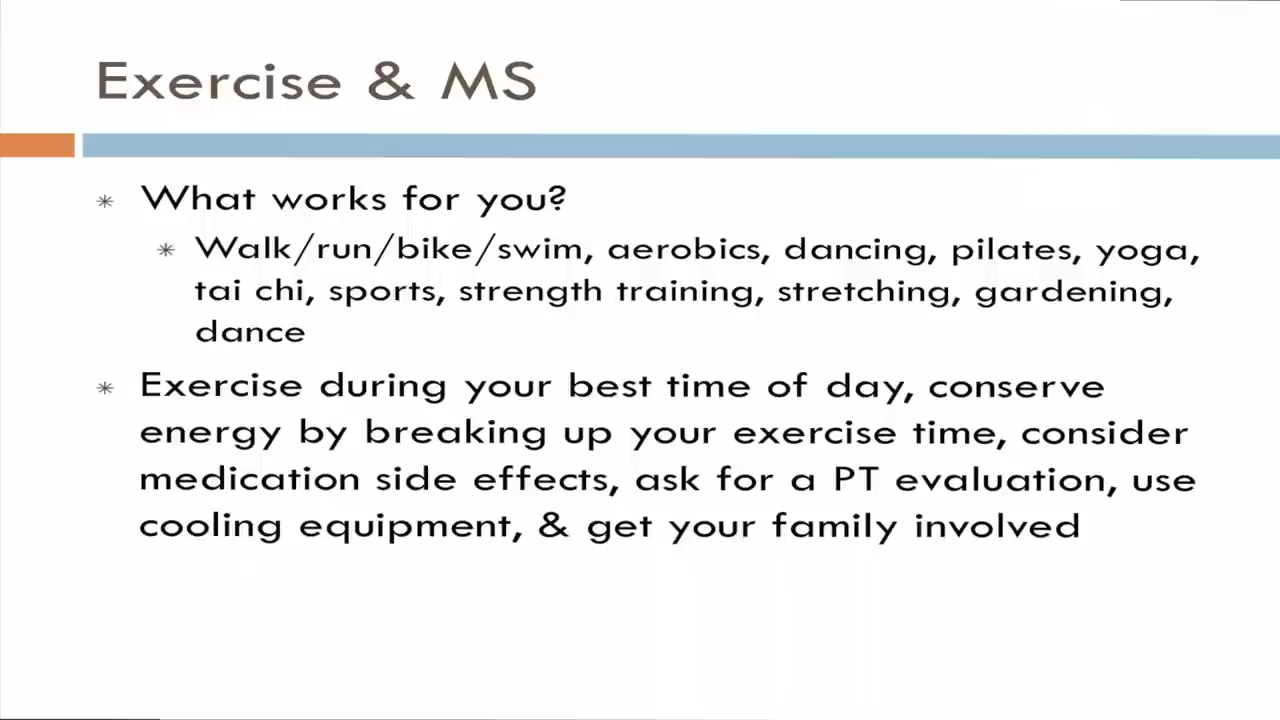 Exercise & MS
* What works for you?
* Walk/run/bike/swim, aerobics, dancing, pilates, yoga,
tai chi, sports, strength training, stretching, gardening,
dance
* Exercise during your best time of day, conserve
energy by breaking up your exercise time, consider
medication side effects, ask for a PT evaluation, use
cooling equipment, & get your family involved